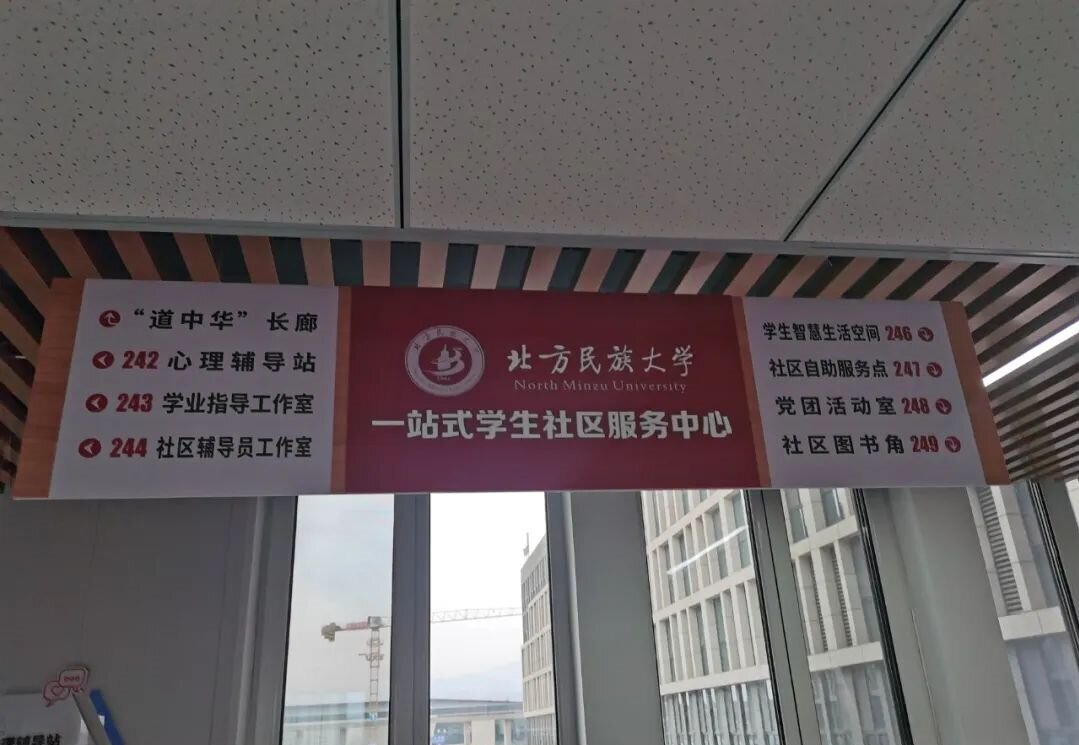 “道中华”长廊
242 心理辅导站
243 学业指导工作室
244 社区辅导员工作室
北方民族大学
North Minzu University
一站式学生社区服务中心
学生智慧生活空间 246
社区自助服务点 247
党团活动室 248
社区图书角 249
辅导站